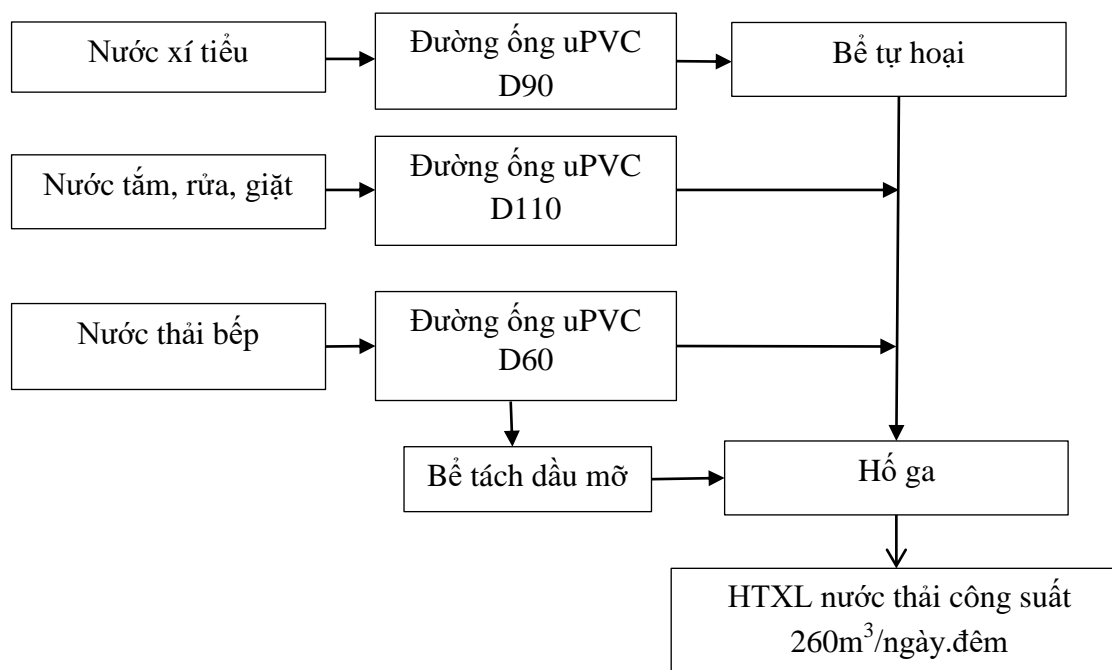 Nước xí tiểu
Đường ống uPVC
D90
Bể tự hoại
Nước tắm, rửa, giặt
Đường ống uPVC
D110
Nước thải bếp
Đường ống uPVC
D60
Bể tách dầu mỡ
Hố ga
HTXL nước thải công suất
260m³/ngày.đêm